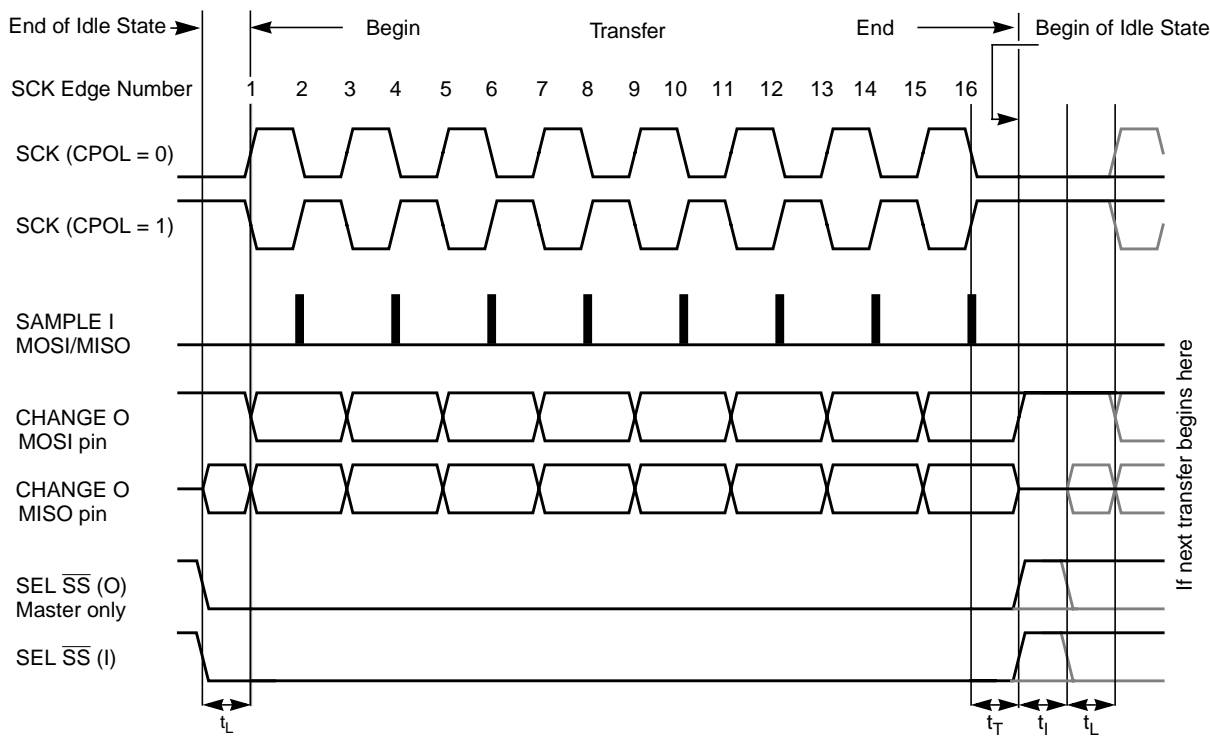 End of Idle State
Begin
Transfer
End
Begin of Idle State
SCK Edge Number
1 2 3 4 5 6 7 8 9 10 11 12 13 14 15 16
SCK (CPOL = 0)
SCK (CPOL = 1)
SAMPLE I
MOSI/MISO
CHANGE O
MOSI pin
CHANGE O
MISO pin
SEL SS (O)
Master only
SEL SS (I)
tL
tT
tI
tL
If next transfer begins here